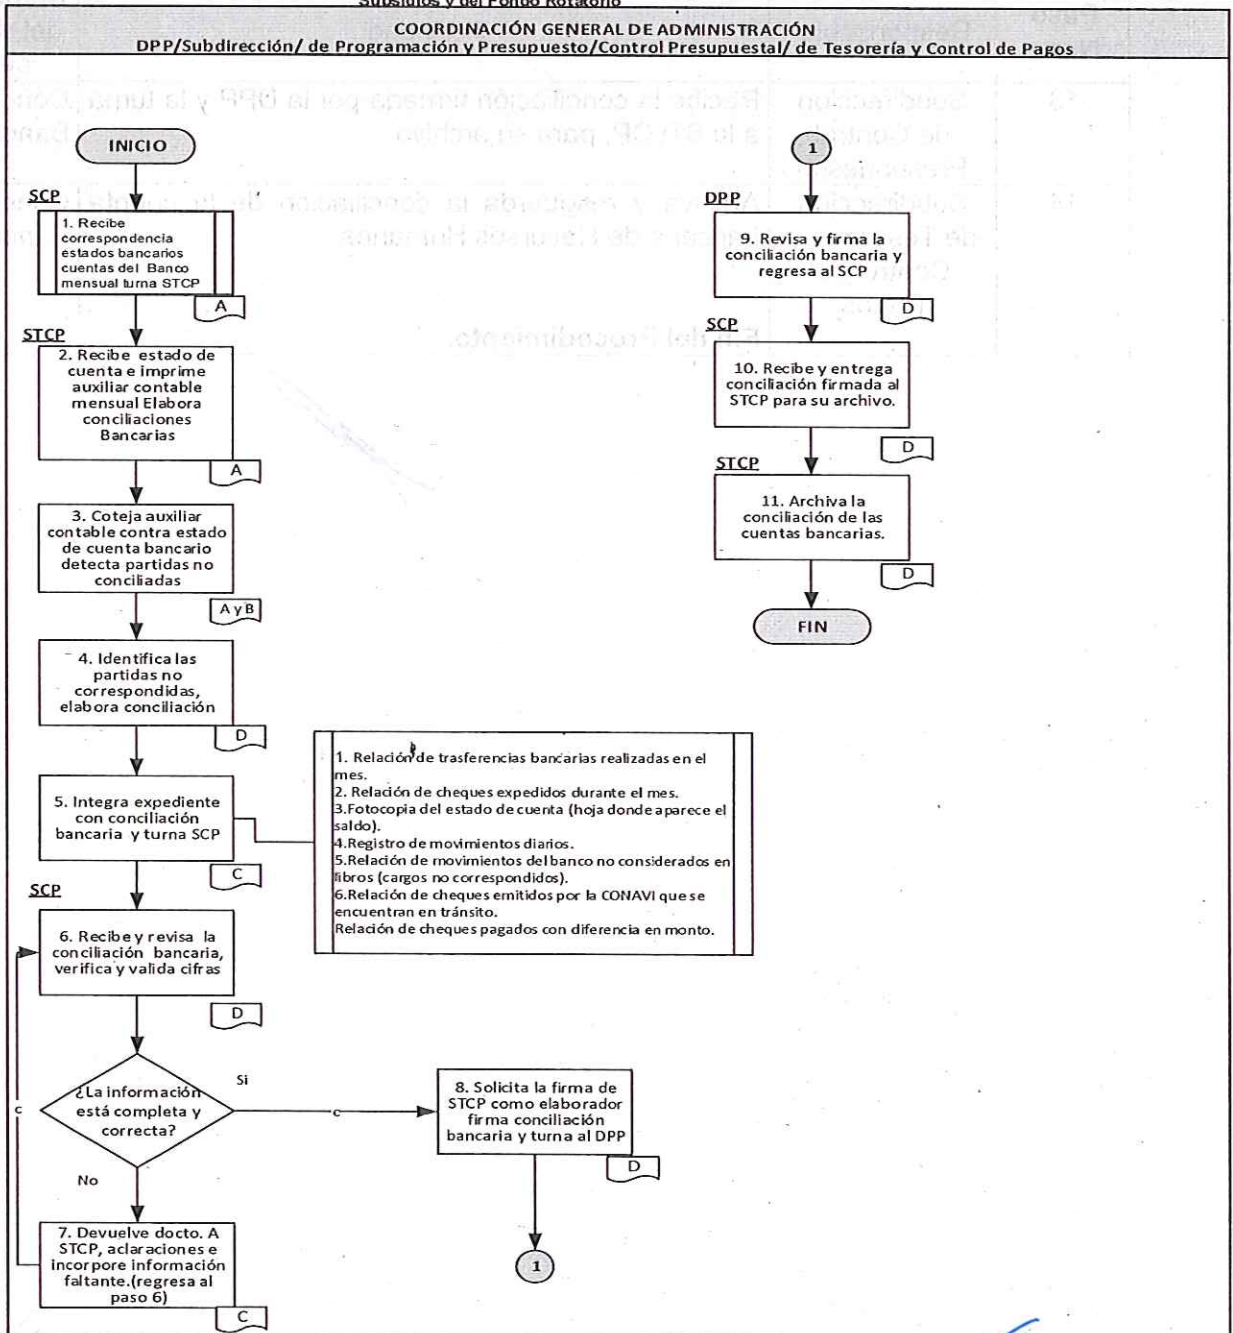 Subsidios y del Fondo Rotatorio
COORDINACIÓN GENERAL DE ADMINISTRACIÓN
DPP/Subdirección/ de Programación y Presupuesto/Control Presupuestal/ de Tesorería y Control de Pagos
INICIO
SCP
1. Recibe
correspondencia
estados bancarios
cuentas del Banco
mensual turna STCP
A
STCP
2. Recibe estado de
cuenta e imprime
auxiliar contable
mensual Elabora
conciliaciones
Bancarias
A
3. Coteja auxiliar
contable contra estado
de cuenta bancario
detecta partidas no
conciliadas
A y B
4. Identifica las
partidas no
correspondidas,
elabora conciliación
D
5. Integra expediente
con conciliación
bancaria y turna SCP
C
1. Relación de trasferencias bancarias realizadas en el
mes.
2. Relación de cheques expedidos durante el mes.
3.Fotocopia del estado de cuenta (hoja donde aparece el
saldo).
4.Registro de movimientos diarios.
5.Relación de movimientos del banco no considerados en
libros (cargos no correspondidos).
6.Relación de cheques emitidos por la CONAVI que se
encuentran en tránsito.
Relación de cheques pagados con diferencia en monto.
SCP
6. Recibe y revisa la
conciliación bancaria,
verifica y valida cifras
D
¿La información
está completa y
correcta?
Si
c
No
c
7. Devuelve docto. A
STCP, aclaraciones e
incorpore información
faltante.(regresa al
paso 6)
C
8. Solicita la firma de
STCP como elaborador
firma conciliación
bancaria y turna al DPP
D
1
1
DPP
9. Revisa y firma la
conciliación bancaria y
regresa al SCP
D
SCP
10. Recibe y entrega
conciliación firmada al
STCP para su archivo.
D
STCP
11. Archiva la
conciliación de las
cuentas bancarias.
D
FIN